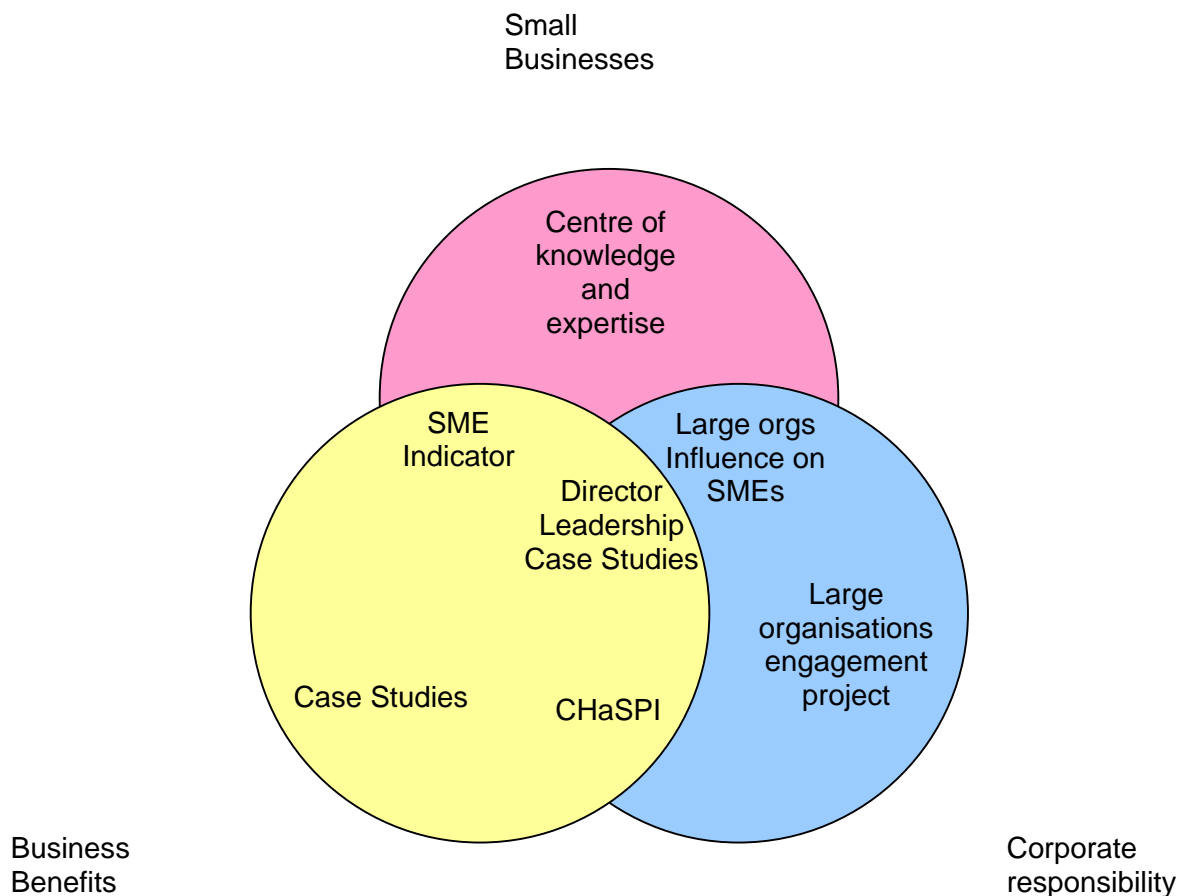 Small
Businesses
Centre of
knowledge
and
expertise
SME
Indicator
Large orgs
Influence on
SMEs
Director
Leadership
Case Studies
Large
organisations
engagement
project
Case Studies
CHaSPI
Business
Benefits
Corporate
responsibility